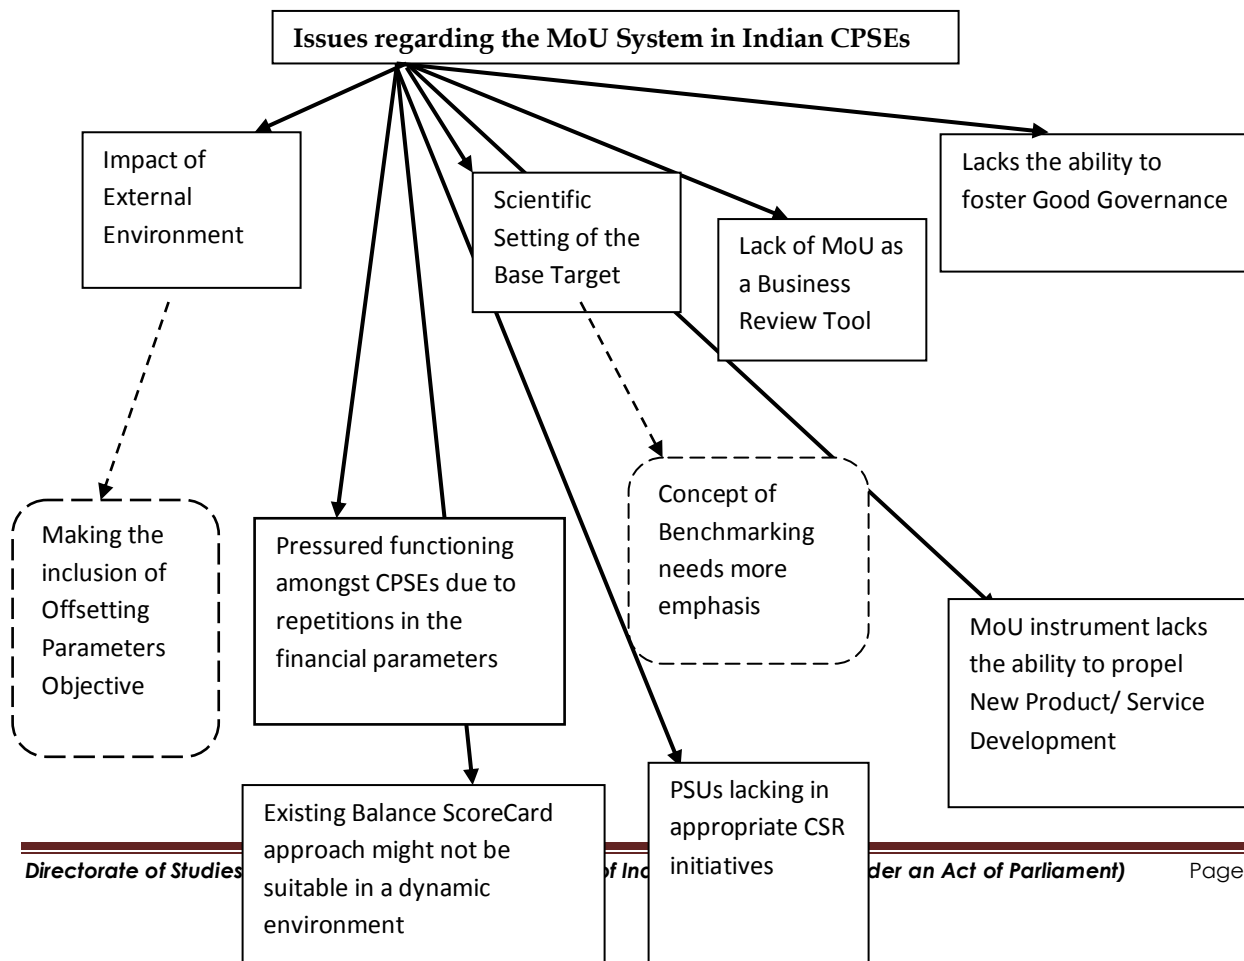 Issues regarding the MoU System in Indian CPSEs
Impact of
External
Environment
Scientific
Setting of the
Base Target
Lack of MoU as
a Business
Review Tool
Lacks the ability to
foster Good Governance
Making the
inclusion of
Offsetting
Parameters
Objective
Pressured functioning
amongst CPSEs due to
repetitions in the
financial parameters
Concept of
Benchmarking
needs more
emphasis
MoU instrument lacks
the ability to propel
New Product/ Service
Development
Existing Balance ScoreCard
approach might not be
suitable in a dynamic
environment
PSUs lacking in
appropriate CSR
initiatives
Directorate of Studies of an Act of Parliament) Page